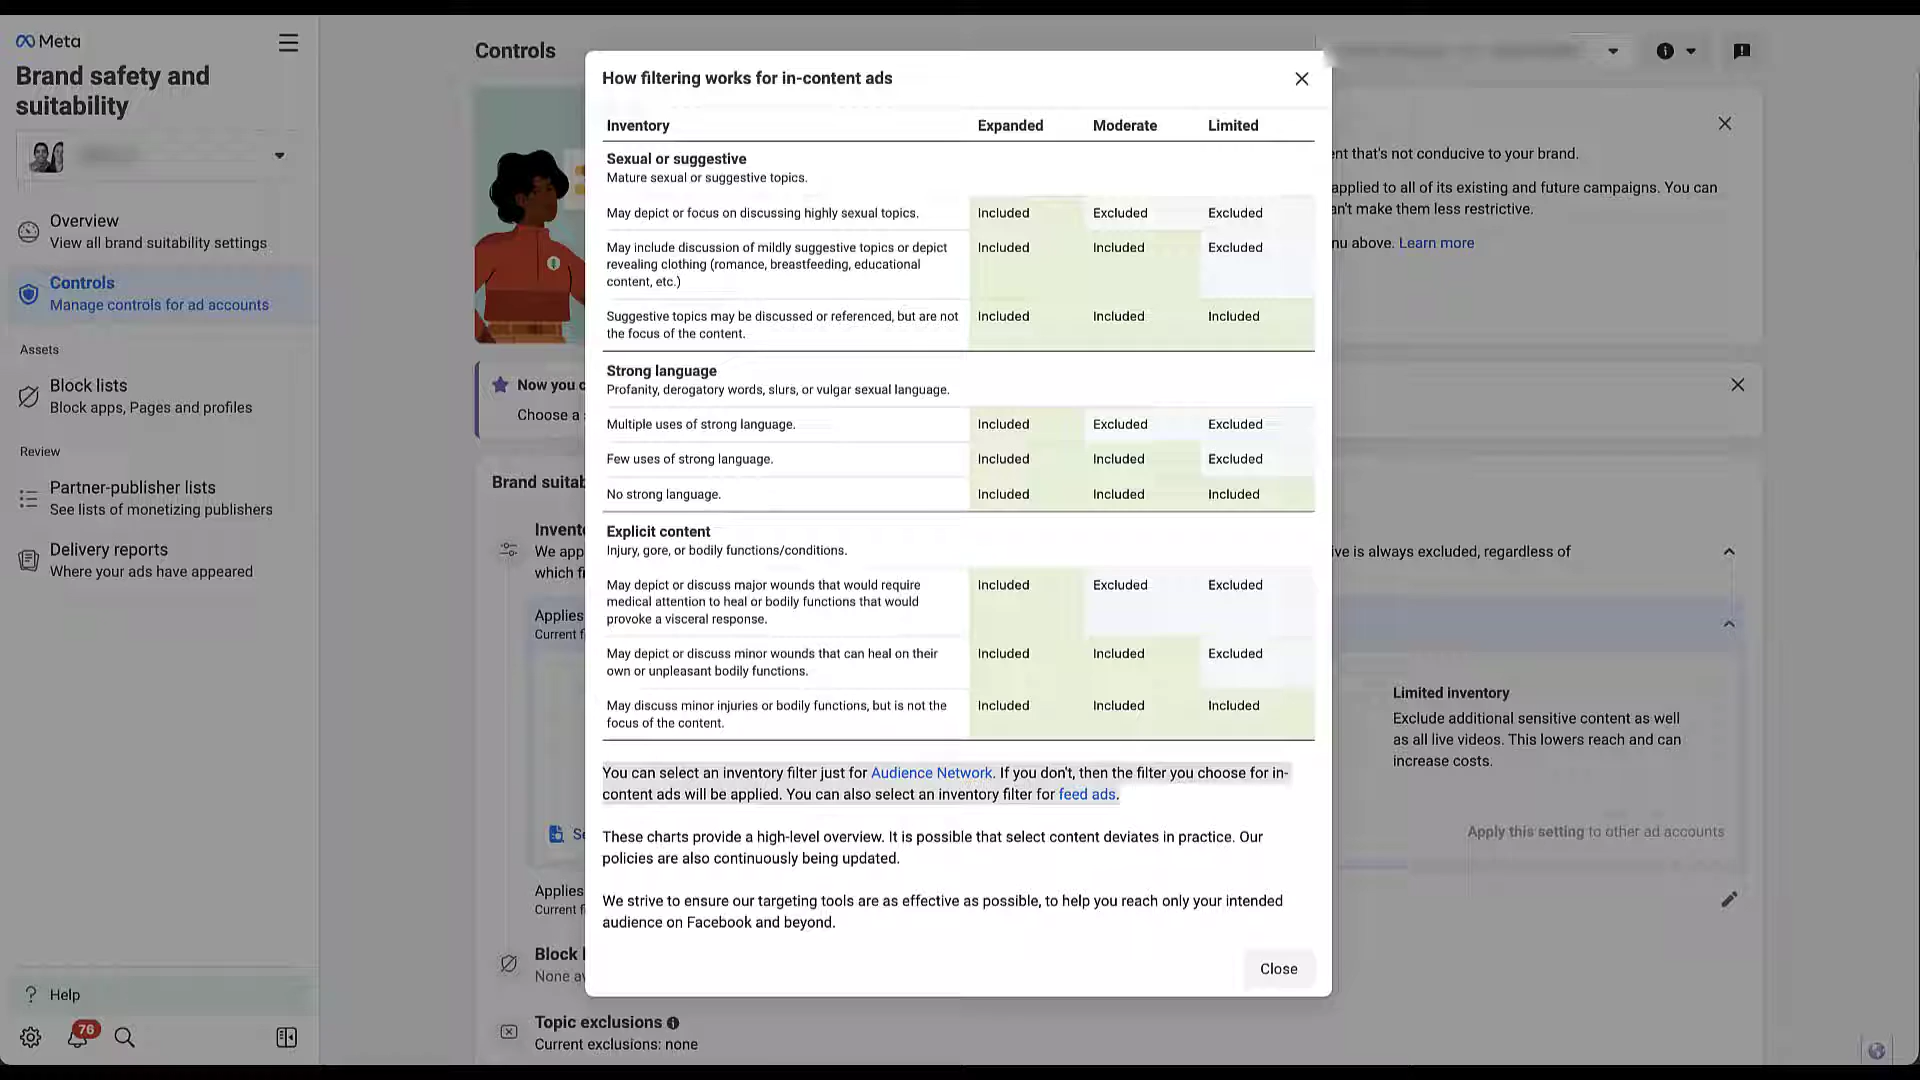 Meta
Brand safety and
suitability
Overview
View all brand suitability settings
Controls
Manage controls for ad accounts
Assets
Block lists
Block apps, Pages and profiles
Review
Partner-publisher lists
See lists of monetizing publishers
Delivery reports
Where your ads have appeared
? Help
76
Controls
ent that's not conducive to your brand.
applied to all of its existing and future campaigns. You can
an't make them less restrictive.
nu above. Learn more
Now you c
Choose a
Brand suitab
Invento
We app
which fi
ive is always excluded, regardless of
Applies
Current f
Limited inventory
Exclude additional sensitive content as well
as all live videos. This lowers reach and can
increase costs.
Se
Apply this setting to other ad accounts
Applies
Current f
Block l
None av
Topic exclusions
Current exclusions: none
How filtering works for in-content ads
Inventory Expanded Moderate Limited
Sexual or suggestive
Mature sexual or suggestive topics.
May depict or focus on discussing highly sexual topics. Included Excluded Excluded
May include discussion of mildly suggestive topics or depict Included Included Excluded
revealing clothing (romance, breastfeeding, educational
content, etc.)
Suggestive topics may be discussed or referenced, but are not Included Included Included
the focus of the content.
Strong language
Profanity, derogatory words, slurs, or vulgar sexual language.
Multiple uses of strong language. Included Excluded Excluded
Few uses of strong language. Included Included Excluded
No strong language. Included Included Included
Explicit content
Injury, gore, or bodily functions/conditions.
May depict or discuss major wounds that would require Included Excluded Excluded
medical attention to heal or bodily functions that would
provoke a visceral response.
May depict or discuss minor wounds that can heal on their Included Included Excluded
own or unpleasant bodily functions.
May discuss minor injuries or bodily functions, but is not the Included Included Included
focus of the content.
You can select an inventory filter just for Audience Network. If you don't, then the filter you choose for in-
content ads will be applied. You can also select an inventory filter for feed ads.
These charts provide a high-level overview. It is possible that select content deviates in practice. Our
policies are also continuously being updated.
We strive to ensure our targeting tools are as effective as possible, to help you reach only your intended
audience on Facebook and beyond.
Close